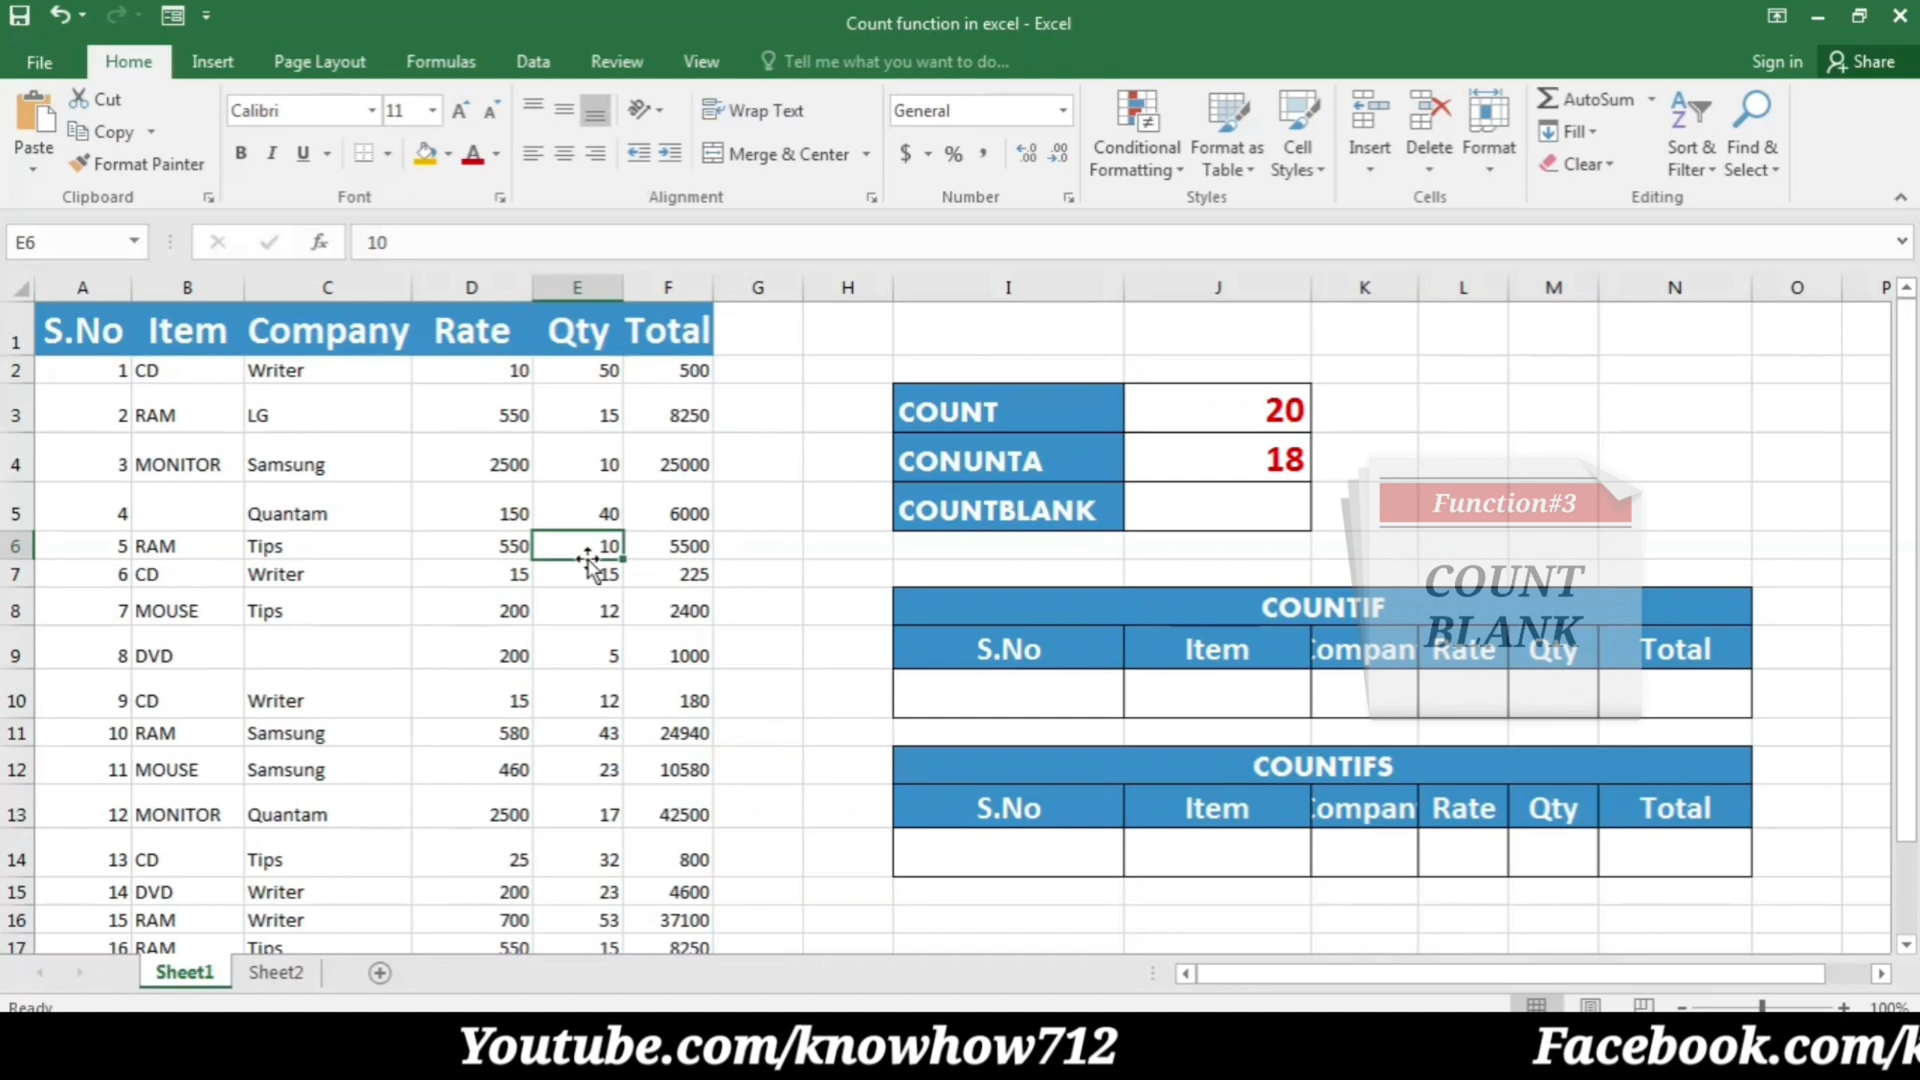 Count function in excel - Excel
File Home Insert Page Layout Formulas Data Review View Tell me what you want to do... Sign in Share
Cut
Copy
Format Painter
Paste
Calibri 11
B I U
Wrap Text
Merge & Center
General
$ % ,
Conditional Formatting
Format as Table
Cell Styles
Insert
Delete
Format
AutoSum
Fill
Clear
Sort & Filter
Find & Select
Clipboard Font Alignment Number Styles Cells Editing
E6 fx 10
A B C D E F G H I J K L M N O P
1 S.No Item Company Rate Qty Total
2 1 CD Writer 10 50 500
3 2 RAM LG 550 15 8250
4 3 MONITOR Samsung 2500 10 25000
5 4 Quantam 150 40 6000
6 5 RAM Tips 550 10 5500
7 6 CD Writer 15 15 225
8 7 MOUSE Tips 200 12 2400
9 8 DVD 200 5 1000
10 9 CD Writer 15 12 180
11 10 RAM Samsung 580 43 24940
12 11 MOUSE Samsung 460 23 10580
13 12 MONITOR Quantam 2500 17 42500
14 13 CD Tips 25 32 800
15 14 DVD Writer 200 23 4600
16 15 RAM Writer 700 53 37100
17 16 RAM Tips 550 15 8250
COUNT 20
CONUNTA 18
COUNTBLANK
Function#3
COUNT
BLANK
COUNTIF
S.No Item Compan Rate Qty Total
COUNTIFS
S.No Item Compan Rate Qty Total
Sheet1 Sheet2
Ready
100%
Youtube.com/knowhow712 Facebook.com/k